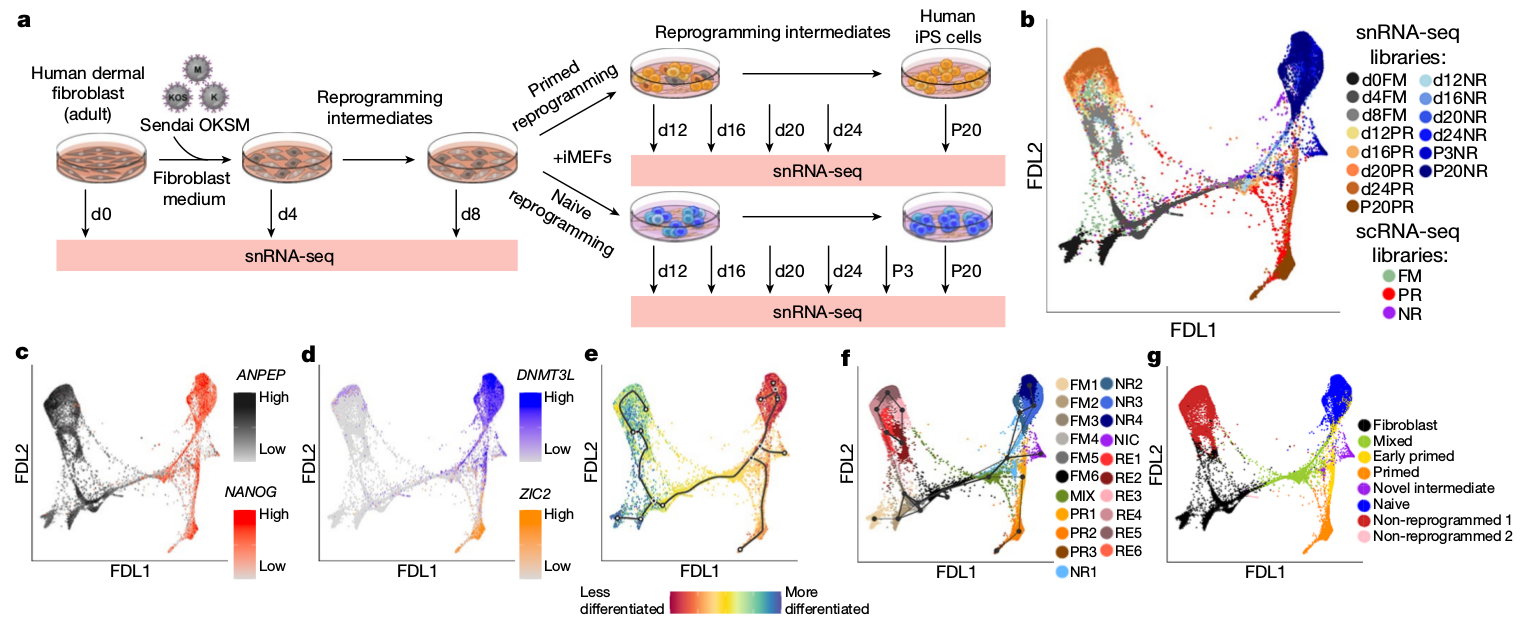 a
Human dermal
fibroblast
(adult)
M
KOS
K
Sendai OKSM
Fibroblast
medium
Reprogramming
intermediates
d0
d4
d8
snRNA-seq
Primed
reprogramming
+iMEFs
Naive
reprogramming
Reprogramming intermediates
Human
iPS cells
d12
d16
d20
d24
P20
snRNA-seq
d12
d16
d20
d24
P3
P20
snRNA-seq
b
FDL2
FDL1
snRNA-seq
libraries:
d0FM
d4FM
d8FM
d12PR
d16PR
d20PR
d24PR
P20PR
d12NR
d16NR
d20NR
d24NR
P3NR
P20NR
scRNA-seq
libraries:
FM
PR
NR
c
ANPEP
High
Low
NANOG
High
Low
FDL2
FDL1
d
DNMT3L
High
Low
ZIC2
High
Low
FDL2
FDL1
e
FDL2
FDL1
Less
differentiated
More
differentiated
f
FDL2
FDL1
FM1
FM2
FM3
FM4
FM5
FM6
MIX
PR1
PR2
PR3
NR1
NR2
NR3
NR4
NIC
RE1
RE2
RE3
RE4
RE5
RE6
g
FDL2
FDL1
Fibroblast
Mixed
Early primed
Primed
Novel intermediate
Naive
Non-reprogrammed 1
Non-reprogrammed 2